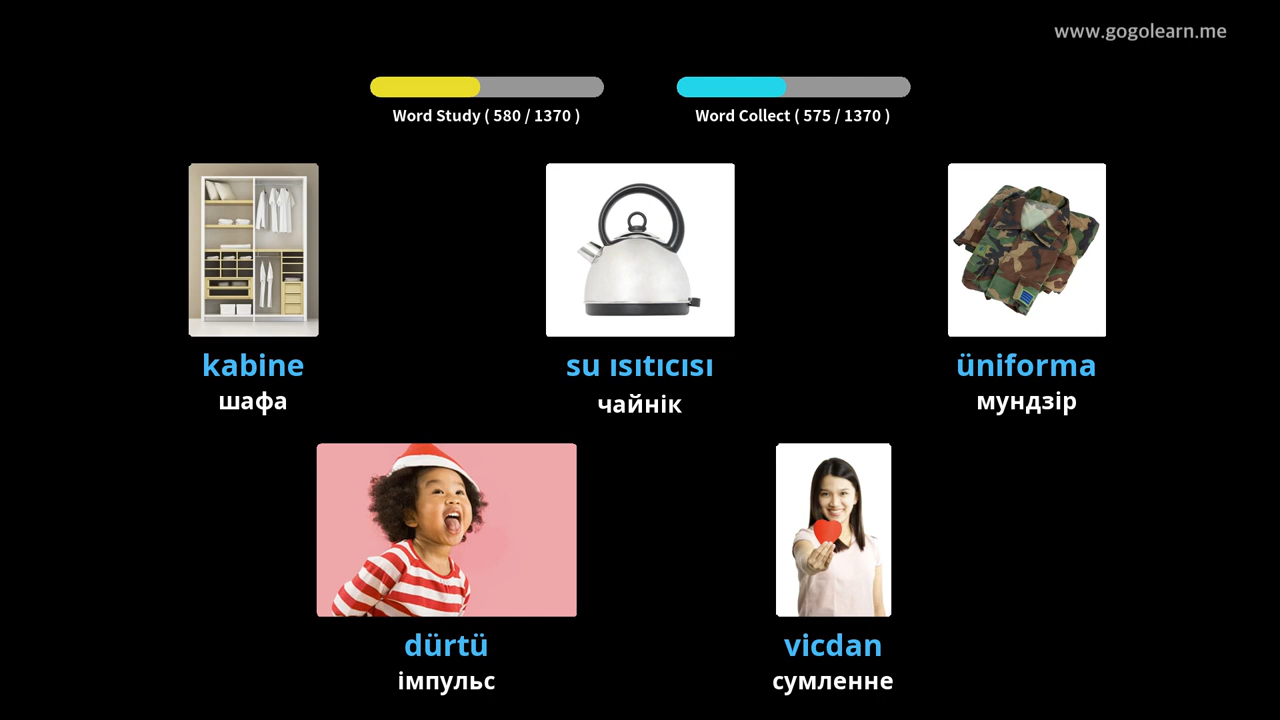 www.gogolearn.me
Word Study ( 580 / 1370 )
Word Collect ( 575 / 1370 )
kabine
шафа
su ısıtıcısı
чайнік
üniforma
мундзір
dürtü
імпульс
vicdan
сумленне